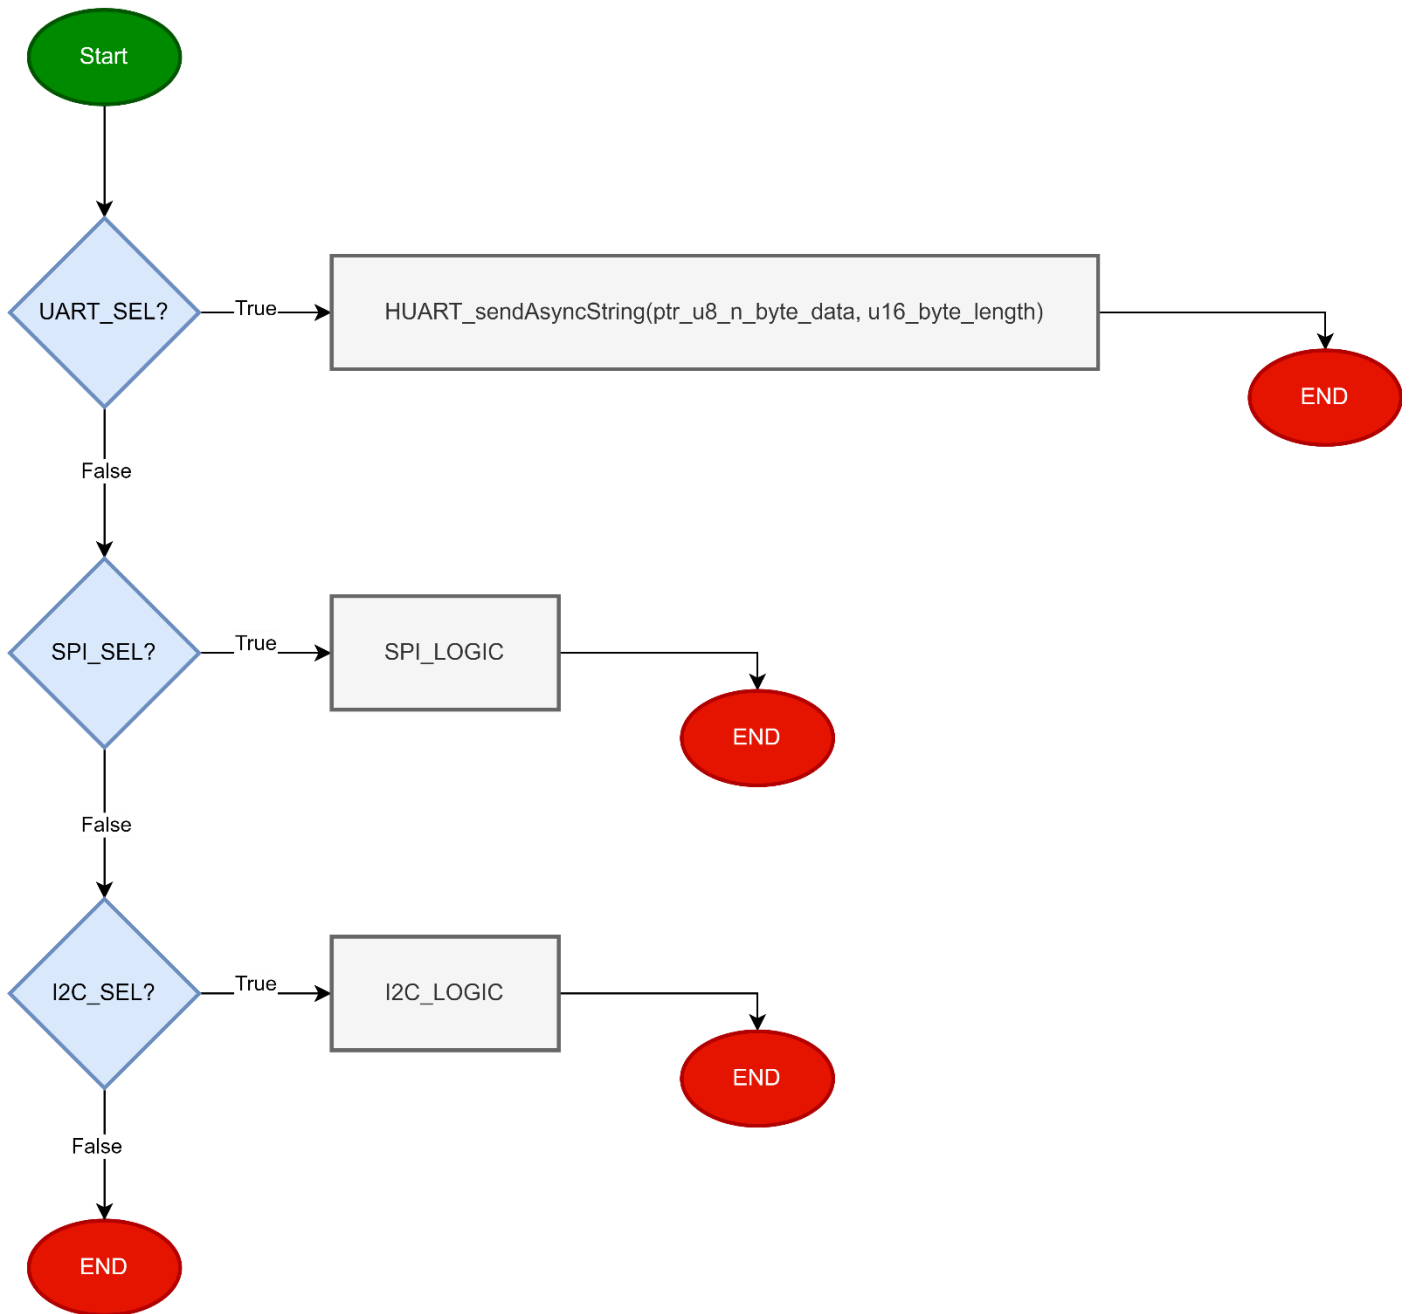 Start
UART_SEL?
True
HUART_sendAsyncString(ptr_u8_n_byte_data, u16_byte_length)
END
False
SPI_SEL?
True
SPI_LOGIC
END
False
I2C_SEL?
True
I2C_LOGIC
END
False
END